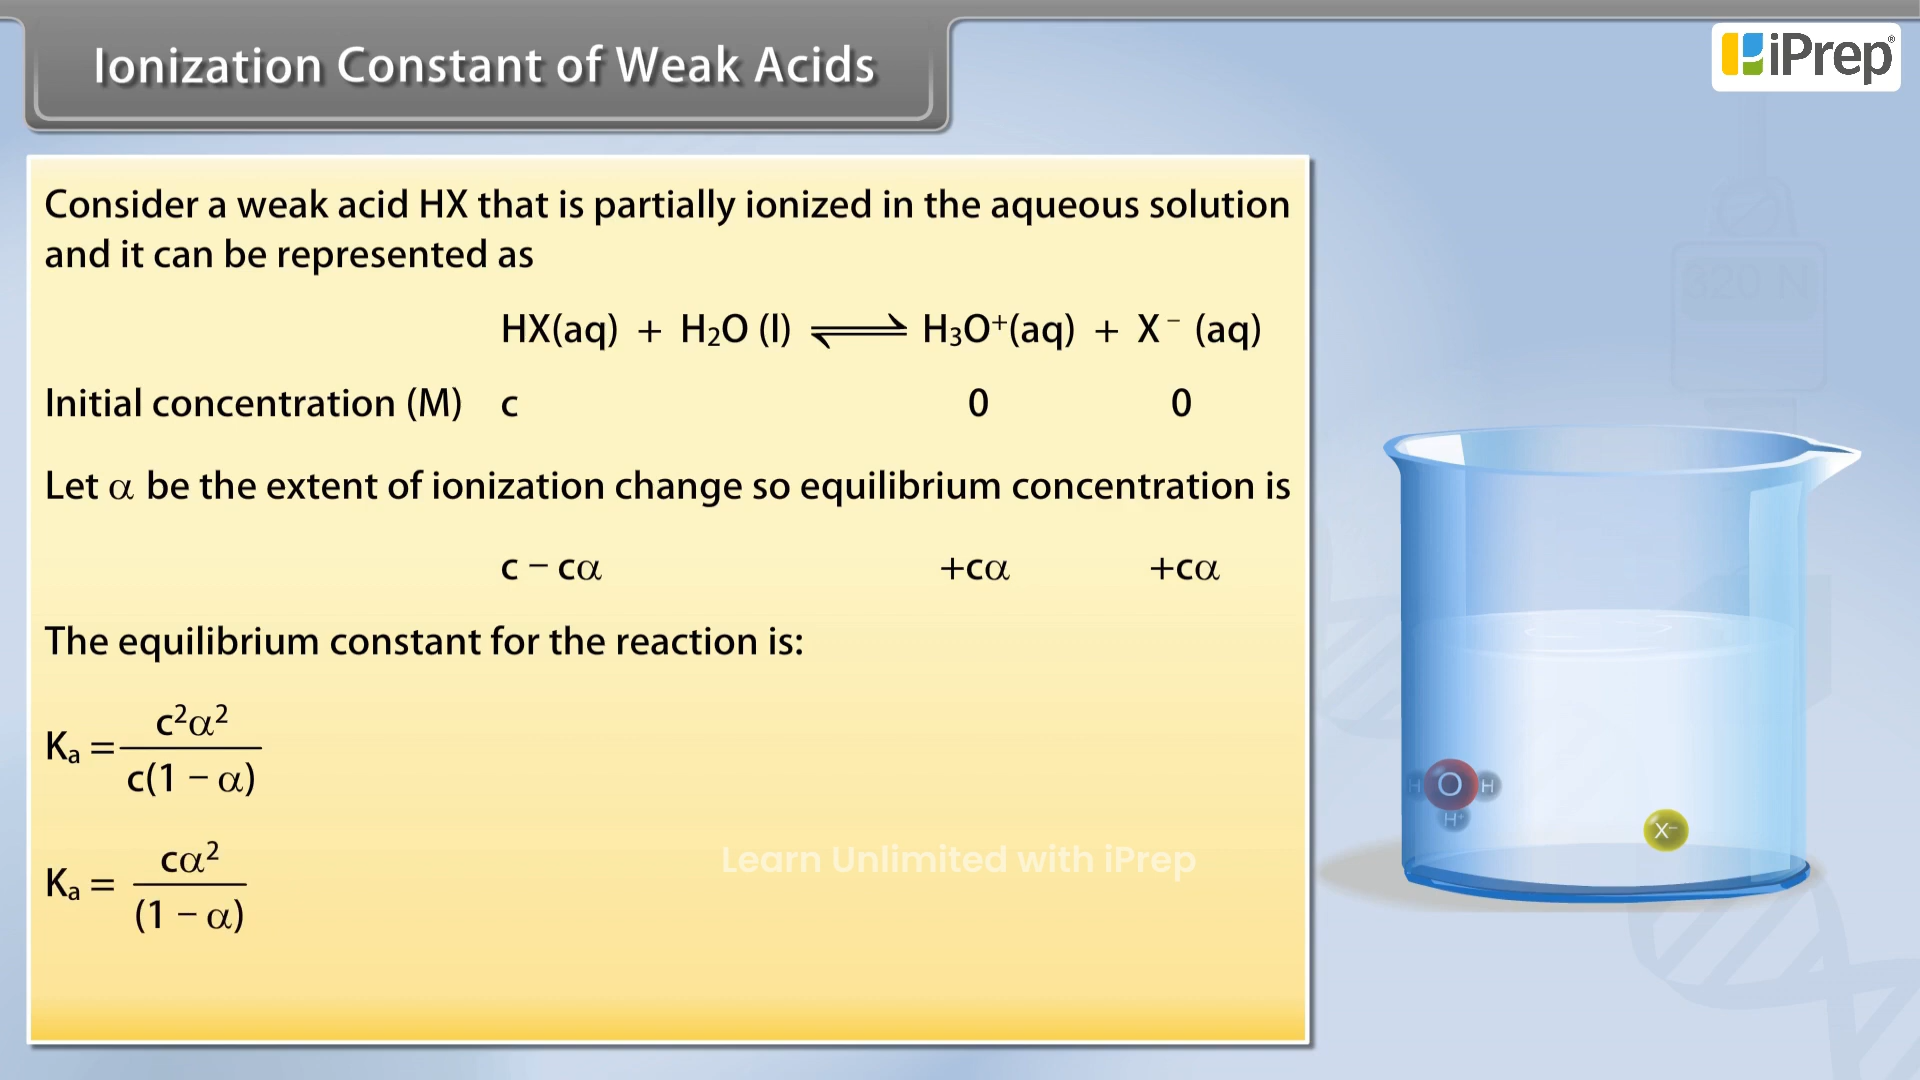 Ionization Constant of Weak Acids
iPrep®
Consider a weak acid HX that is partially ionized in the aqueous solution
and it can be represented as
HX(aq) + H₂O (l) ⇌ H₃O⁺(aq) + X⁻ (aq)
Initial concentration (M) c 0 0
Let α be the extent of ionization change so equilibrium concentration is
c – cα +cα +cα
The equilibrium constant for the reaction is:
Kₐ = c²α² / c(1 – α)
Kₐ = cα² / (1 – α)
Learn Unlimited with iPrep
320 N
H O H
H⁺
X⁻